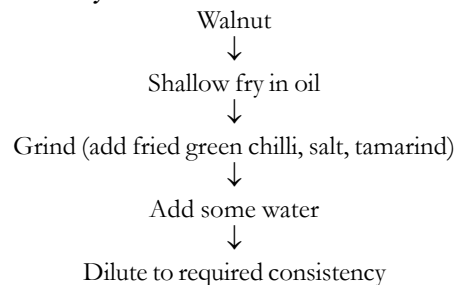 Walnut
↓
Shallow fry in oil
↓
Grind (add fried green chilli, salt, tamarind)
↓
Add some water
↓
Dilute to required consistency